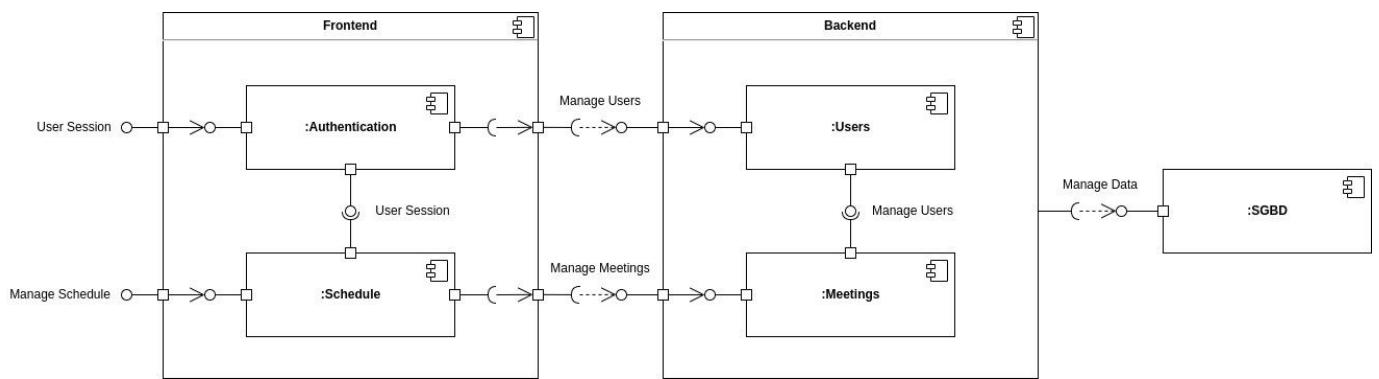 Frontend
Backend
Manage Users
User Session
:Authentication
:Users
Manage Data
User Session
Manage Users
:SGBD
Manage Meetings
Manage Schedule
:Schedule
:Meetings